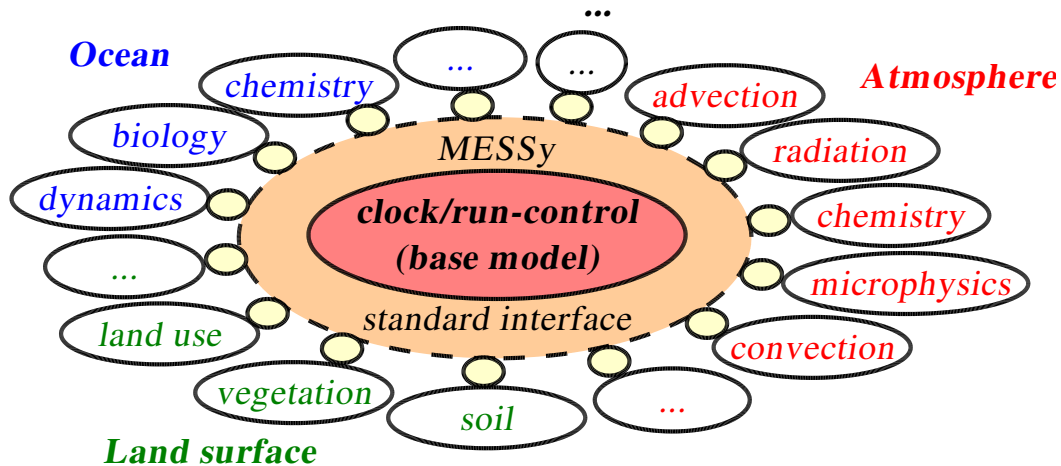 ...
Ocean
...
...
chemistry
advection
Atmosphere
biology
MESSy
radiation
dynamics
clock/run-control
(base model)
chemistry
...
microphysics
land use
standard interface
convection
vegetation
soil
...
Land surface